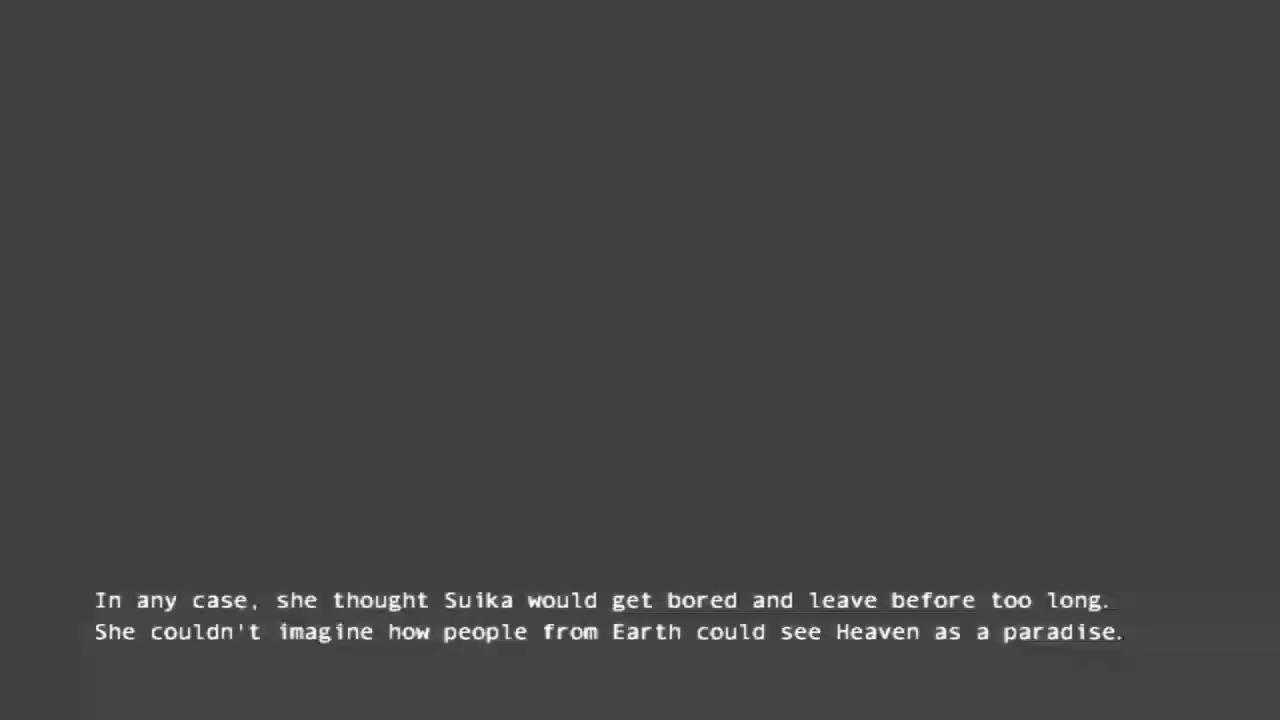 In any case, she thought Suika would get bored and leave before too long.
She couldn't imagine how people from Earth could see Heaven as a paradise.